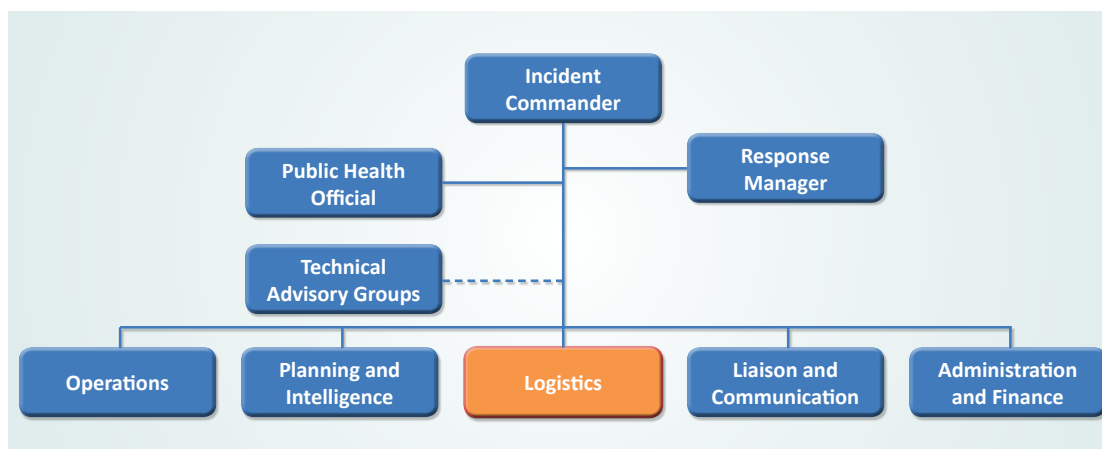 Incident
Commander
Public Health
Official
Response
Manager
Technical
Advisory Groups
Operations
Planning and
Intelligence
Logistics
Liaison and
Communication
Administration
and Finance